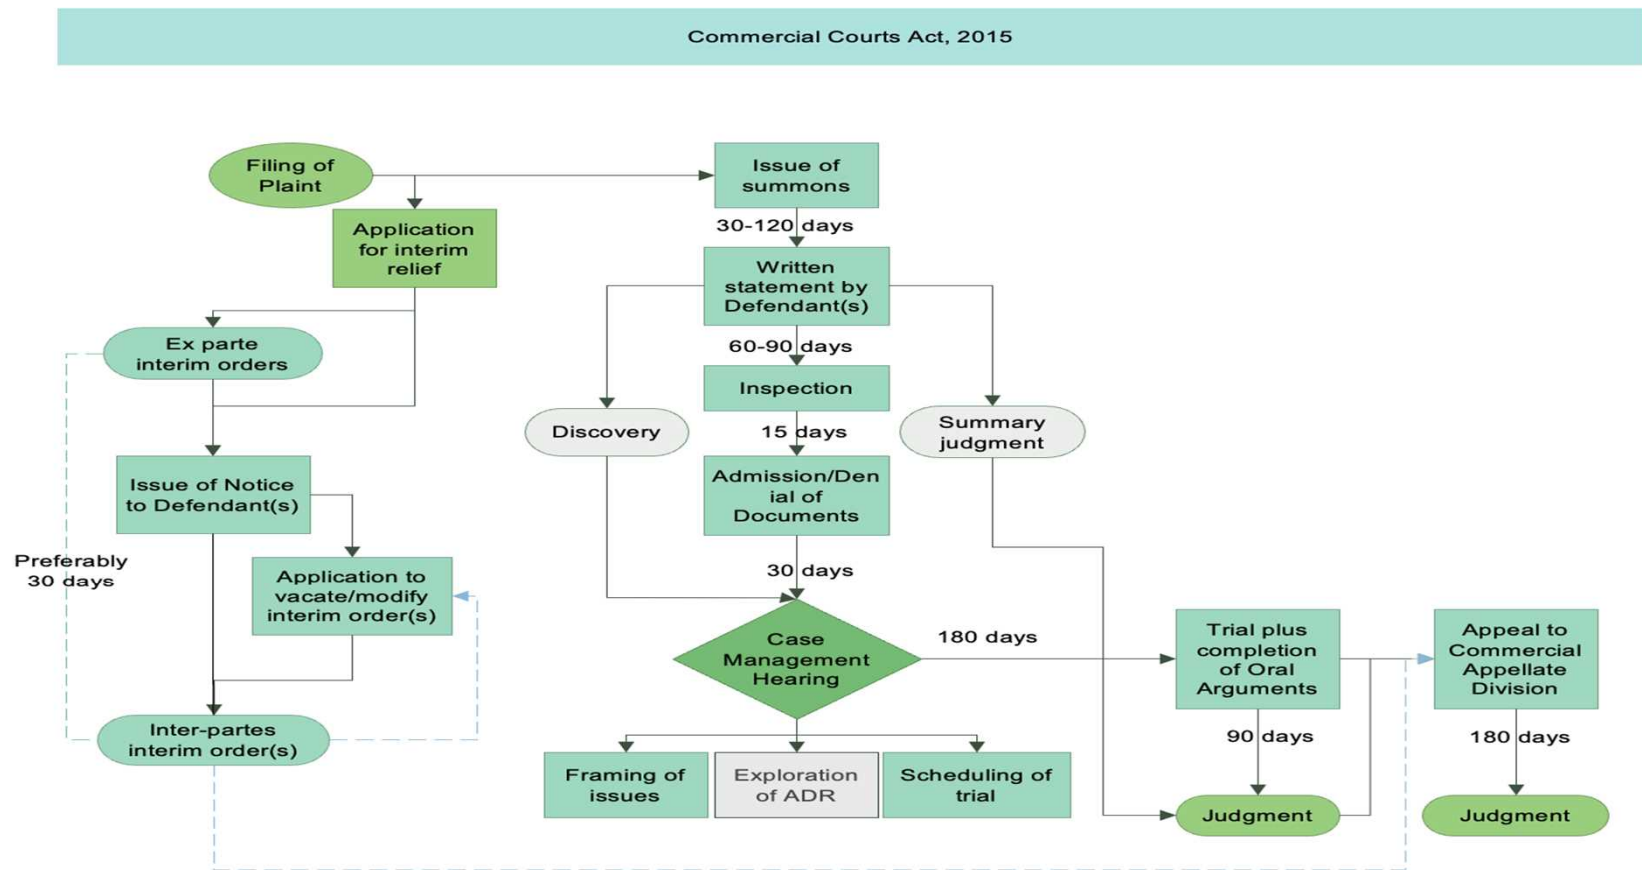 Commercial Courts Act, 2015
Filing of
Plaint
Issue of
summons
Application
for interim
relief
30-120 days
Written
statement by
Defendant(s)
Ex parte
interim orders
60-90 days
Inspection
Discovery
15 days
Summary
judgment
Issue of Notice
to Defendant(s)
Admission/Den
ial of
Documents
Preferably
30 days
Application to
vacate/modify
interim order(s)
30 days
Case
Management
Hearing
180 days
Trial plus
completion
of Oral
Arguments
Appeal to
Commercial
Appellate
Division
Inter-partes
interim order(s)
90 days
180 days
Framing of
issues
Exploration
of ADR
Scheduling of
trial
Judgment
Judgment